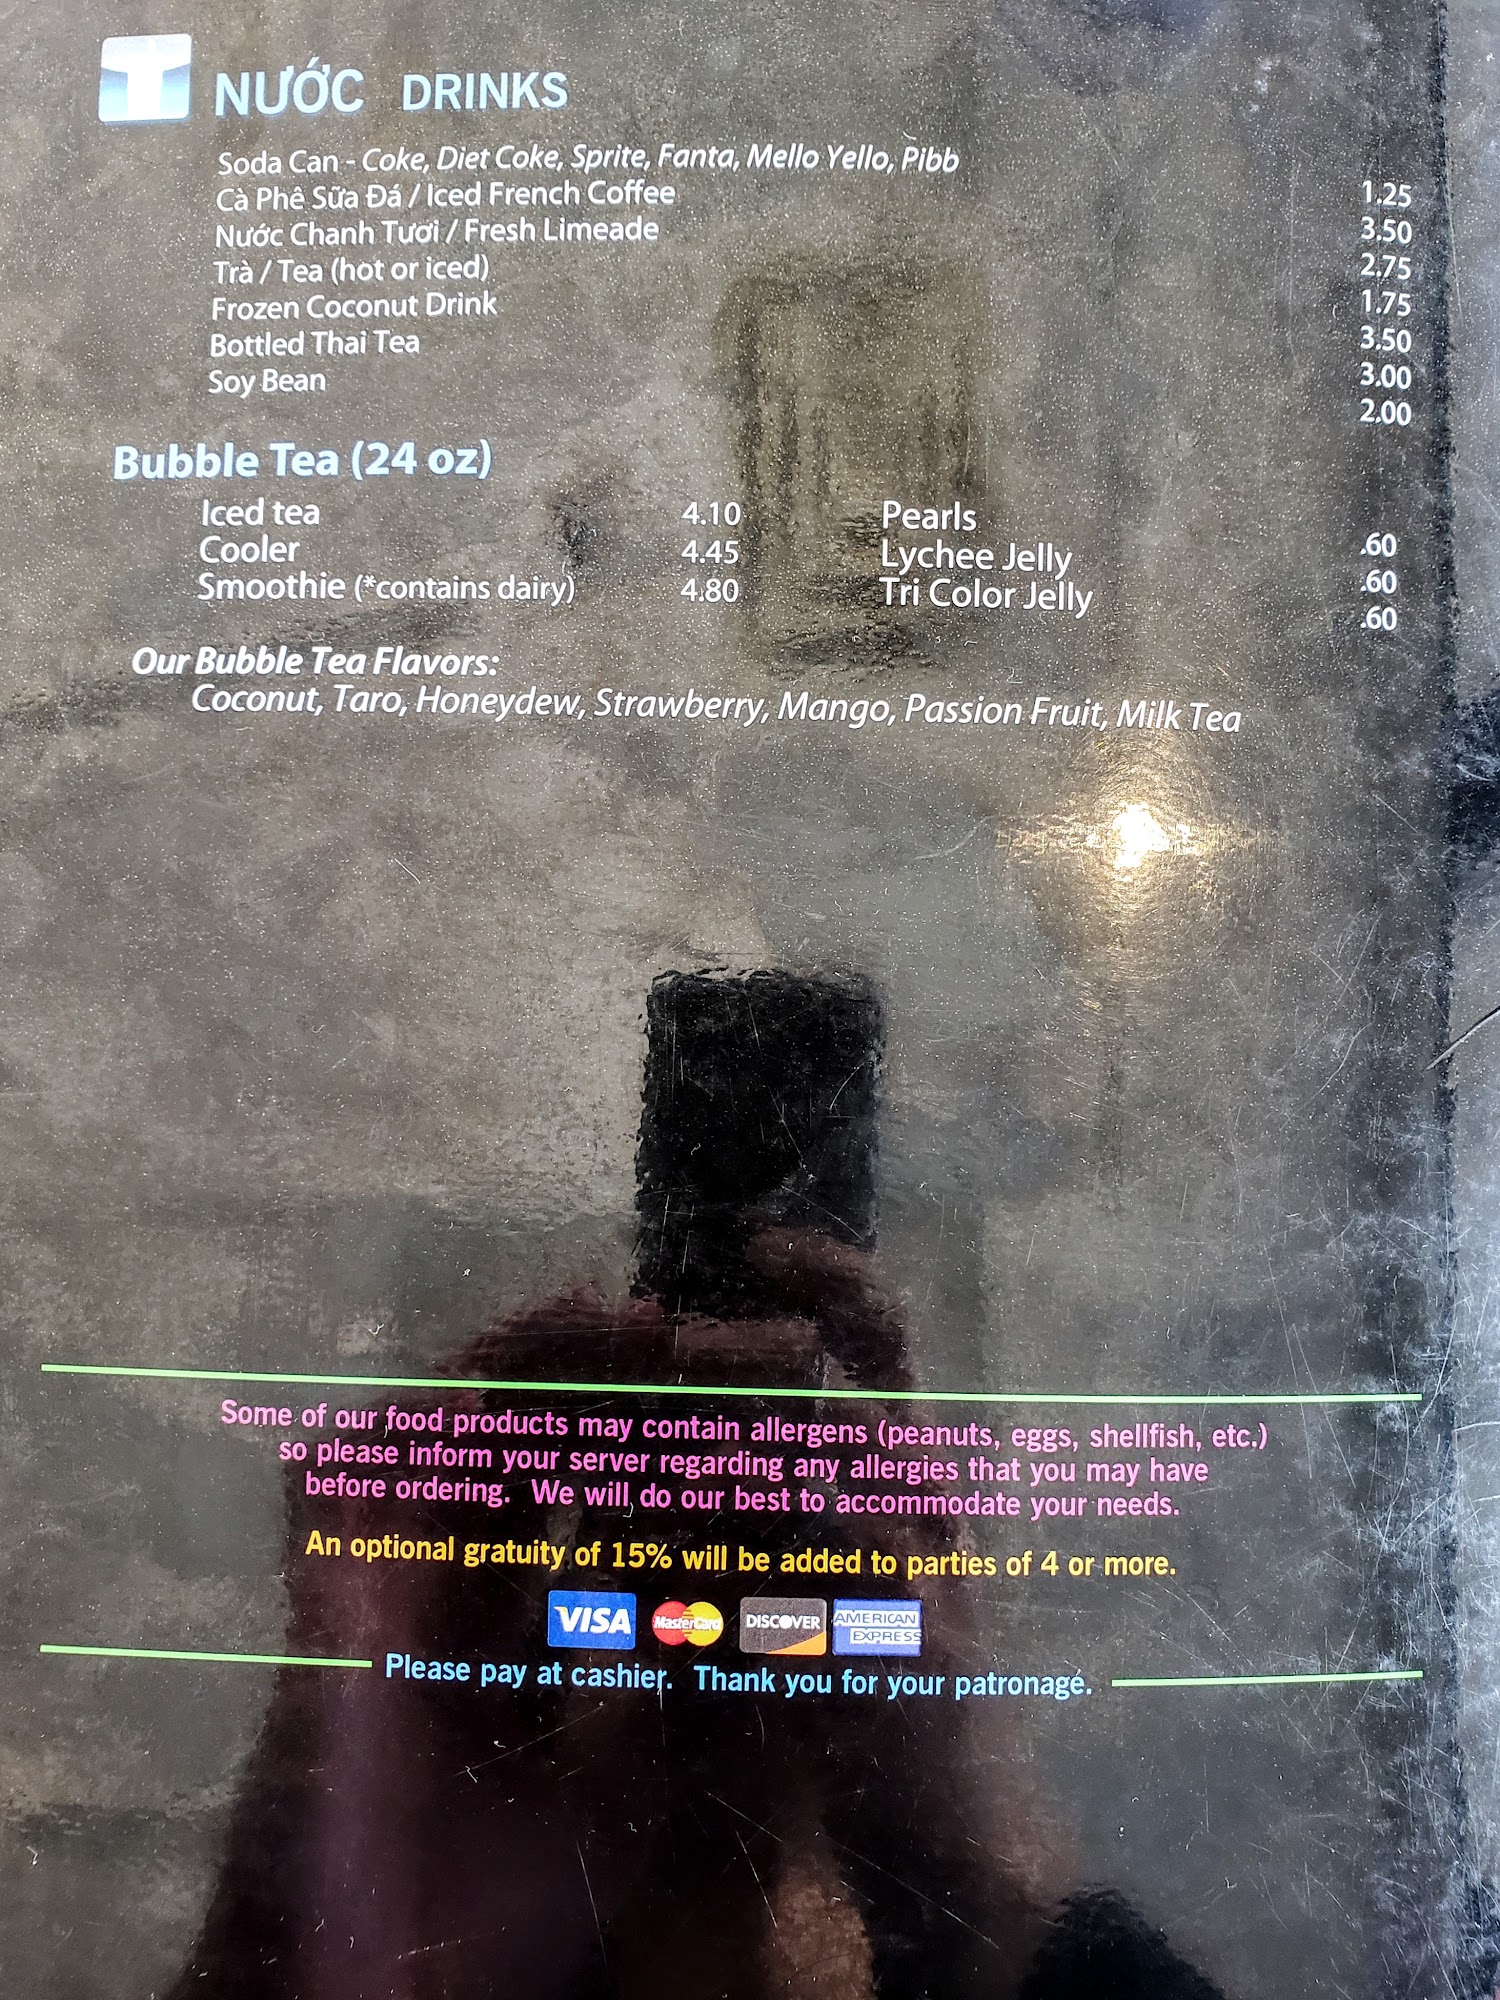 T NƯỚC DRINKS
Soda Can - Coke, Diet Coke, Sprite, Fanta, Mello Yello, Pibb 1.25
Cà Phê Sữa Đá / Iced French Coffee 3.50
Nước Chanh Tươi / Fresh Limeade 2.75
Trà / Tea (hot or iced) 1.75
Frozen Coconut Drink 3.50
Bottled Thai Tea 3.00
Soy Bean 2.00
Bubble Tea (24 oz)
Iced tea 4.10 Pearls .60
Cooler 4.45 Lychee Jelly .60
Smoothie (*contains dairy) 4.80 Tri Color Jelly .60
Our Bubble Tea Flavors:
Coconut, Taro, Honeydew, Strawberry, Mango, Passion Fruit, Milk Tea
Some of our food products may contain allergens (peanuts, eggs, shellfish, etc.)
so please inform your server regarding any allergies that you may have
before ordering. We will do our best to accommodate your needs.
An optional gratuity of 15% will be added to parties of 4 or more.
VISA MasterCard DISCOVER AMERICAN EXPRESS
Please pay at cashier. Thank you for your patronage.